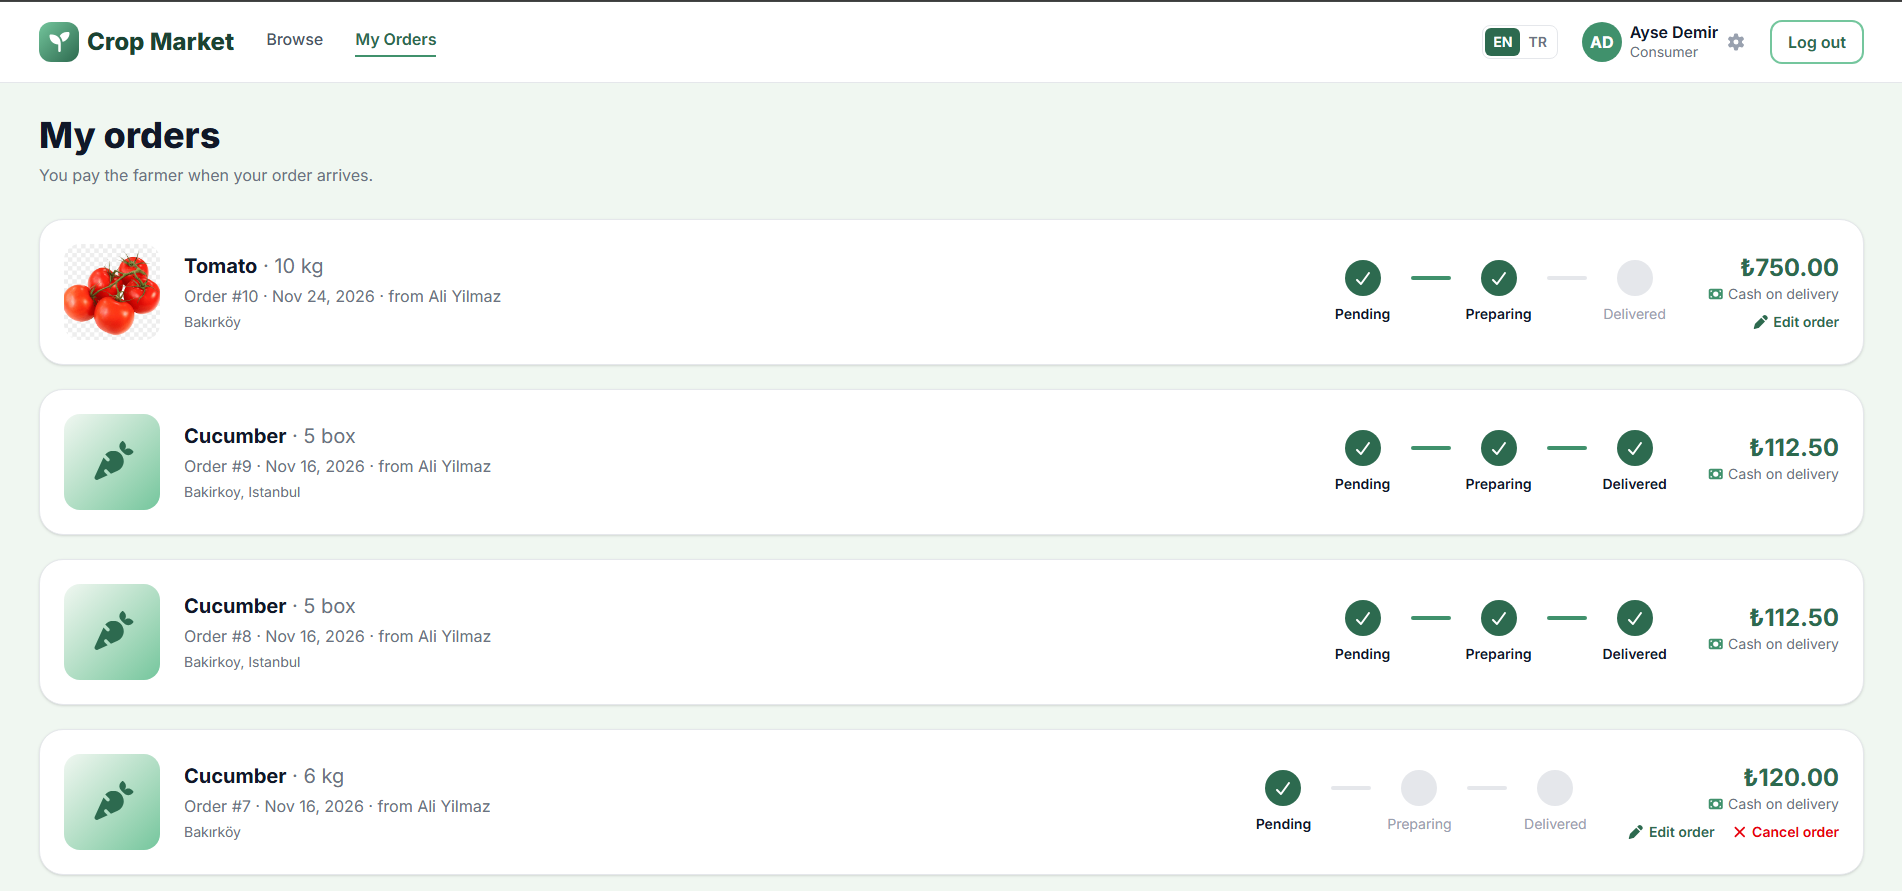 Crop Market
Browse
My Orders
EN TR
AD
Ayse Demir
Consumer
Log out
My orders
You pay the farmer when your order arrives.
Tomato · 10 kg
Order #10 · Nov 24, 2026 · from Ali Yilmaz
Bakırköy
Pending
Preparing
Delivered
₺750.00
Cash on delivery
Edit order
Cucumber · 5 box
Order #9 · Nov 16, 2026 · from Ali Yilmaz
Bakirkoy, Istanbul
Pending
Preparing
Delivered
₺112.50
Cash on delivery
Cucumber · 5 box
Order #8 · Nov 16, 2026 · from Ali Yilmaz
Bakirkoy, Istanbul
Pending
Preparing
Delivered
₺112.50
Cash on delivery
Cucumber · 6 kg
Order #7 · Nov 16, 2026 · from Ali Yilmaz
Bakırköy
Pending
Preparing
Delivered
₺120.00
Cash on delivery
Edit order
Cancel order